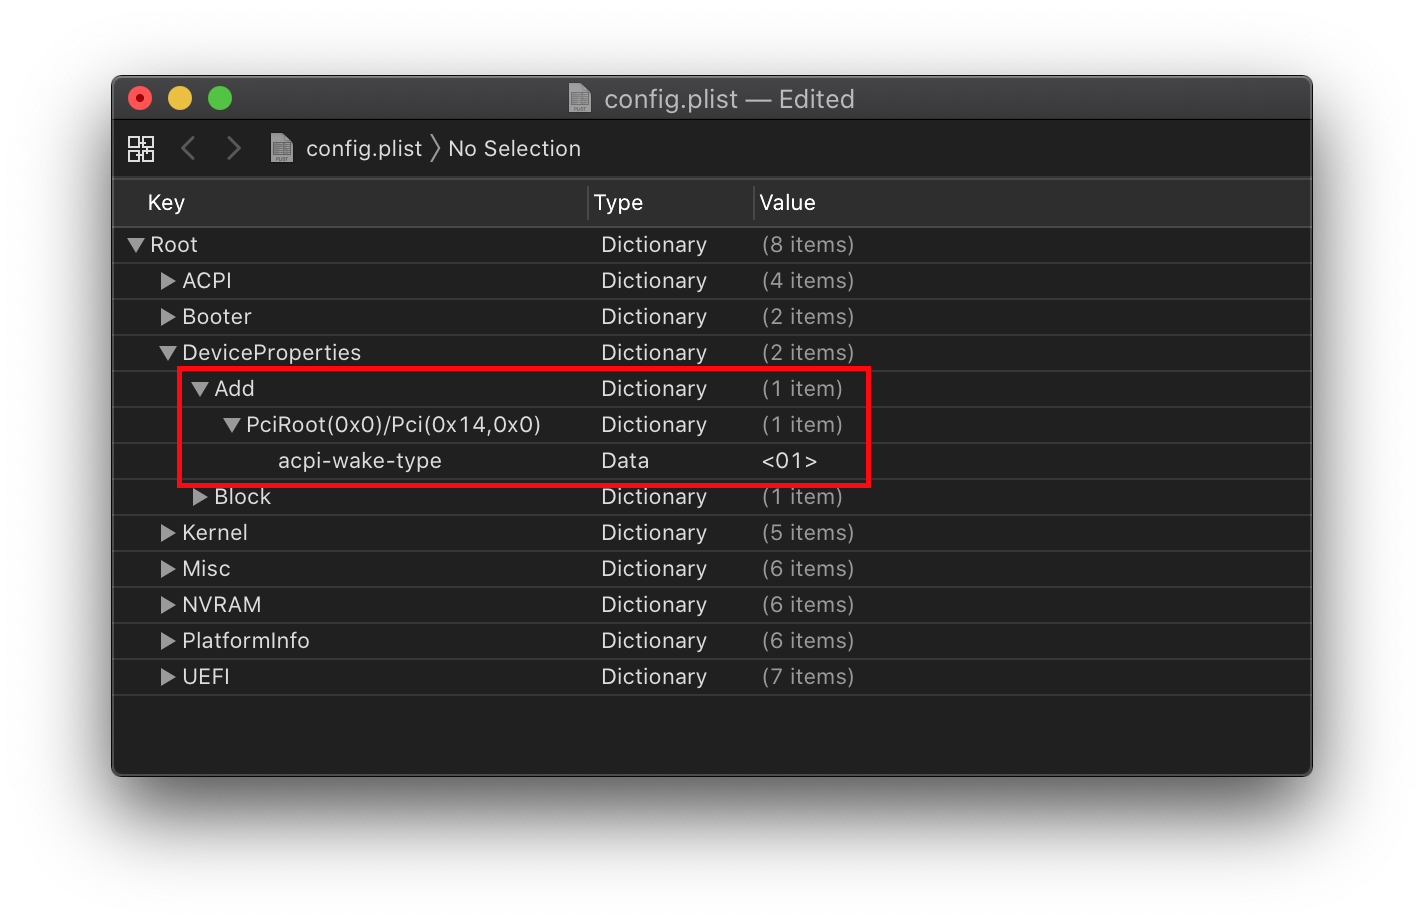 config.plist — Edited
config.plist 〉 No Selection
Key Type Value
Root Dictionary (8 items)
ACPI Dictionary (4 items)
Booter Dictionary (2 items)
DeviceProperties Dictionary (2 items)
Add Dictionary (1 item)
PciRoot(0x0)/Pci(0x14,0x0) Dictionary (1 item)
acpi-wake-type Data <01>
Block Dictionary (1 item)
Kernel Dictionary (5 items)
Misc Dictionary (6 items)
NVRAM Dictionary (6 items)
PlatformInfo Dictionary (6 items)
UEFI Dictionary (7 items)